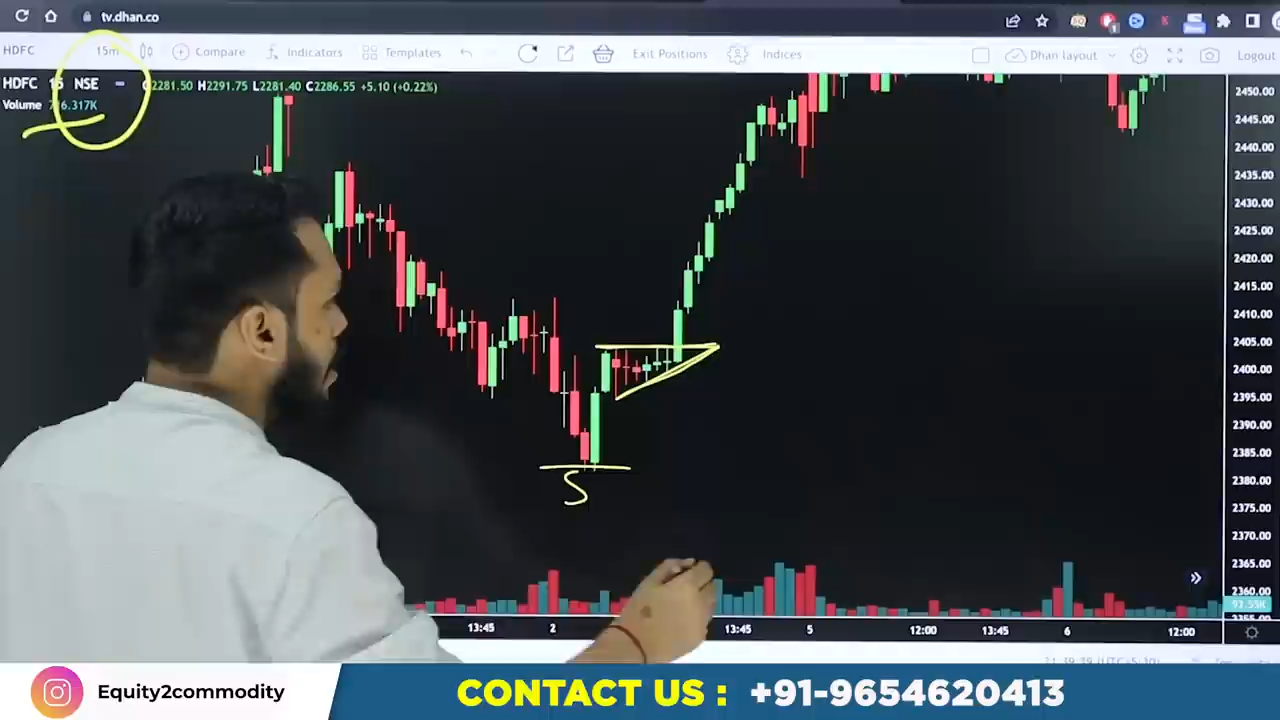 tv.dhan.co
HDFC 15m Compare Indicators Templates Exit Positions Indices Dhan layout Logout
HDFC 15 NSE O2281.50 H2291.75 L2281.40 C2286.55 +5.10 (+0.22%)
Volume
2450.00
2445.00
2440.00
2435.00
2430.00
2425.00
2420.00
2415.00
2410.00
2405.00
2400.00
2395.00
2390.00
2385.00
2380.00
2375.00
2370.00
2365.00
2360.00
2355.00
S
13:45 2 13:45 5 12:00 13:45 6 12:00
Equity2commodity
CONTACT US : +91-9654620413